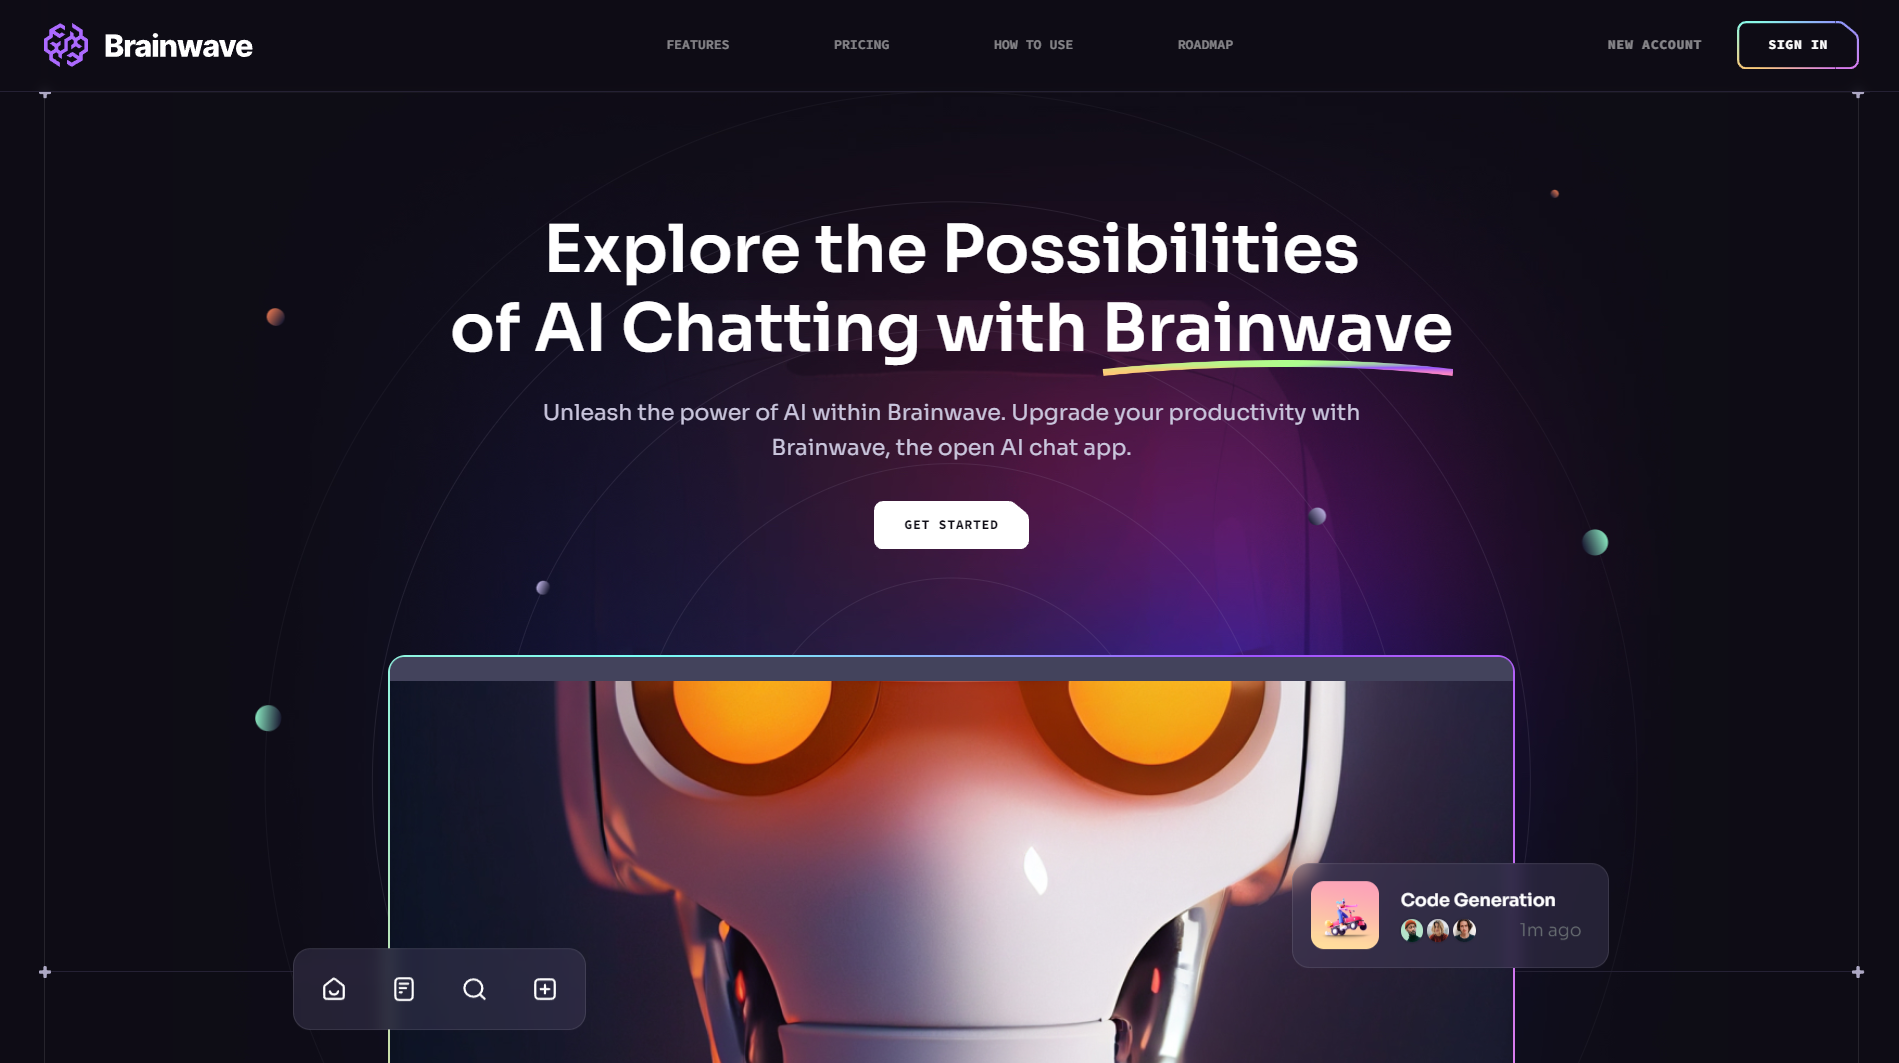 Brainwave
FEATURES
PRICING
HOW TO USE
ROADMAP
NEW ACCOUNT
SIGN IN
Explore the Possibilities
of AI Chatting with Brainwave
Unleash the power of AI within Brainwave. Upgrade your productivity with
Brainwave, the open AI chat app.
GET STARTED
Code Generation
1m ago